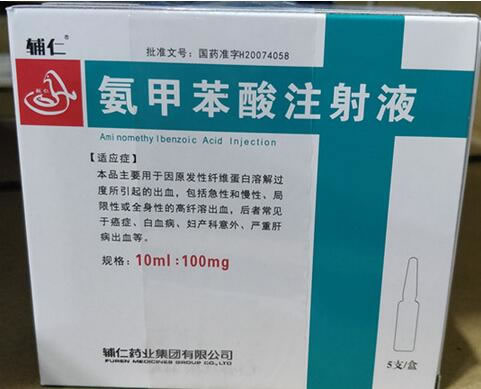 辅仁®
批准文号：国药准字H20074058
辅仁
氨甲苯酸注射液
Aminomethylbenzoic Acid Injection
【适应症】
本品主要用于因原发性纤维蛋白溶解过
度所引起的出血，包括急性和慢性、局
限性或全身性的高纤溶出血，后者常见
于癌症、白血病、妇产科意外、严重肝
病出血等。
规格：10ml:100mg
辅仁药业集团有限公司
FUREN MEDICINES GROUP CO.,LTD
5支/盒